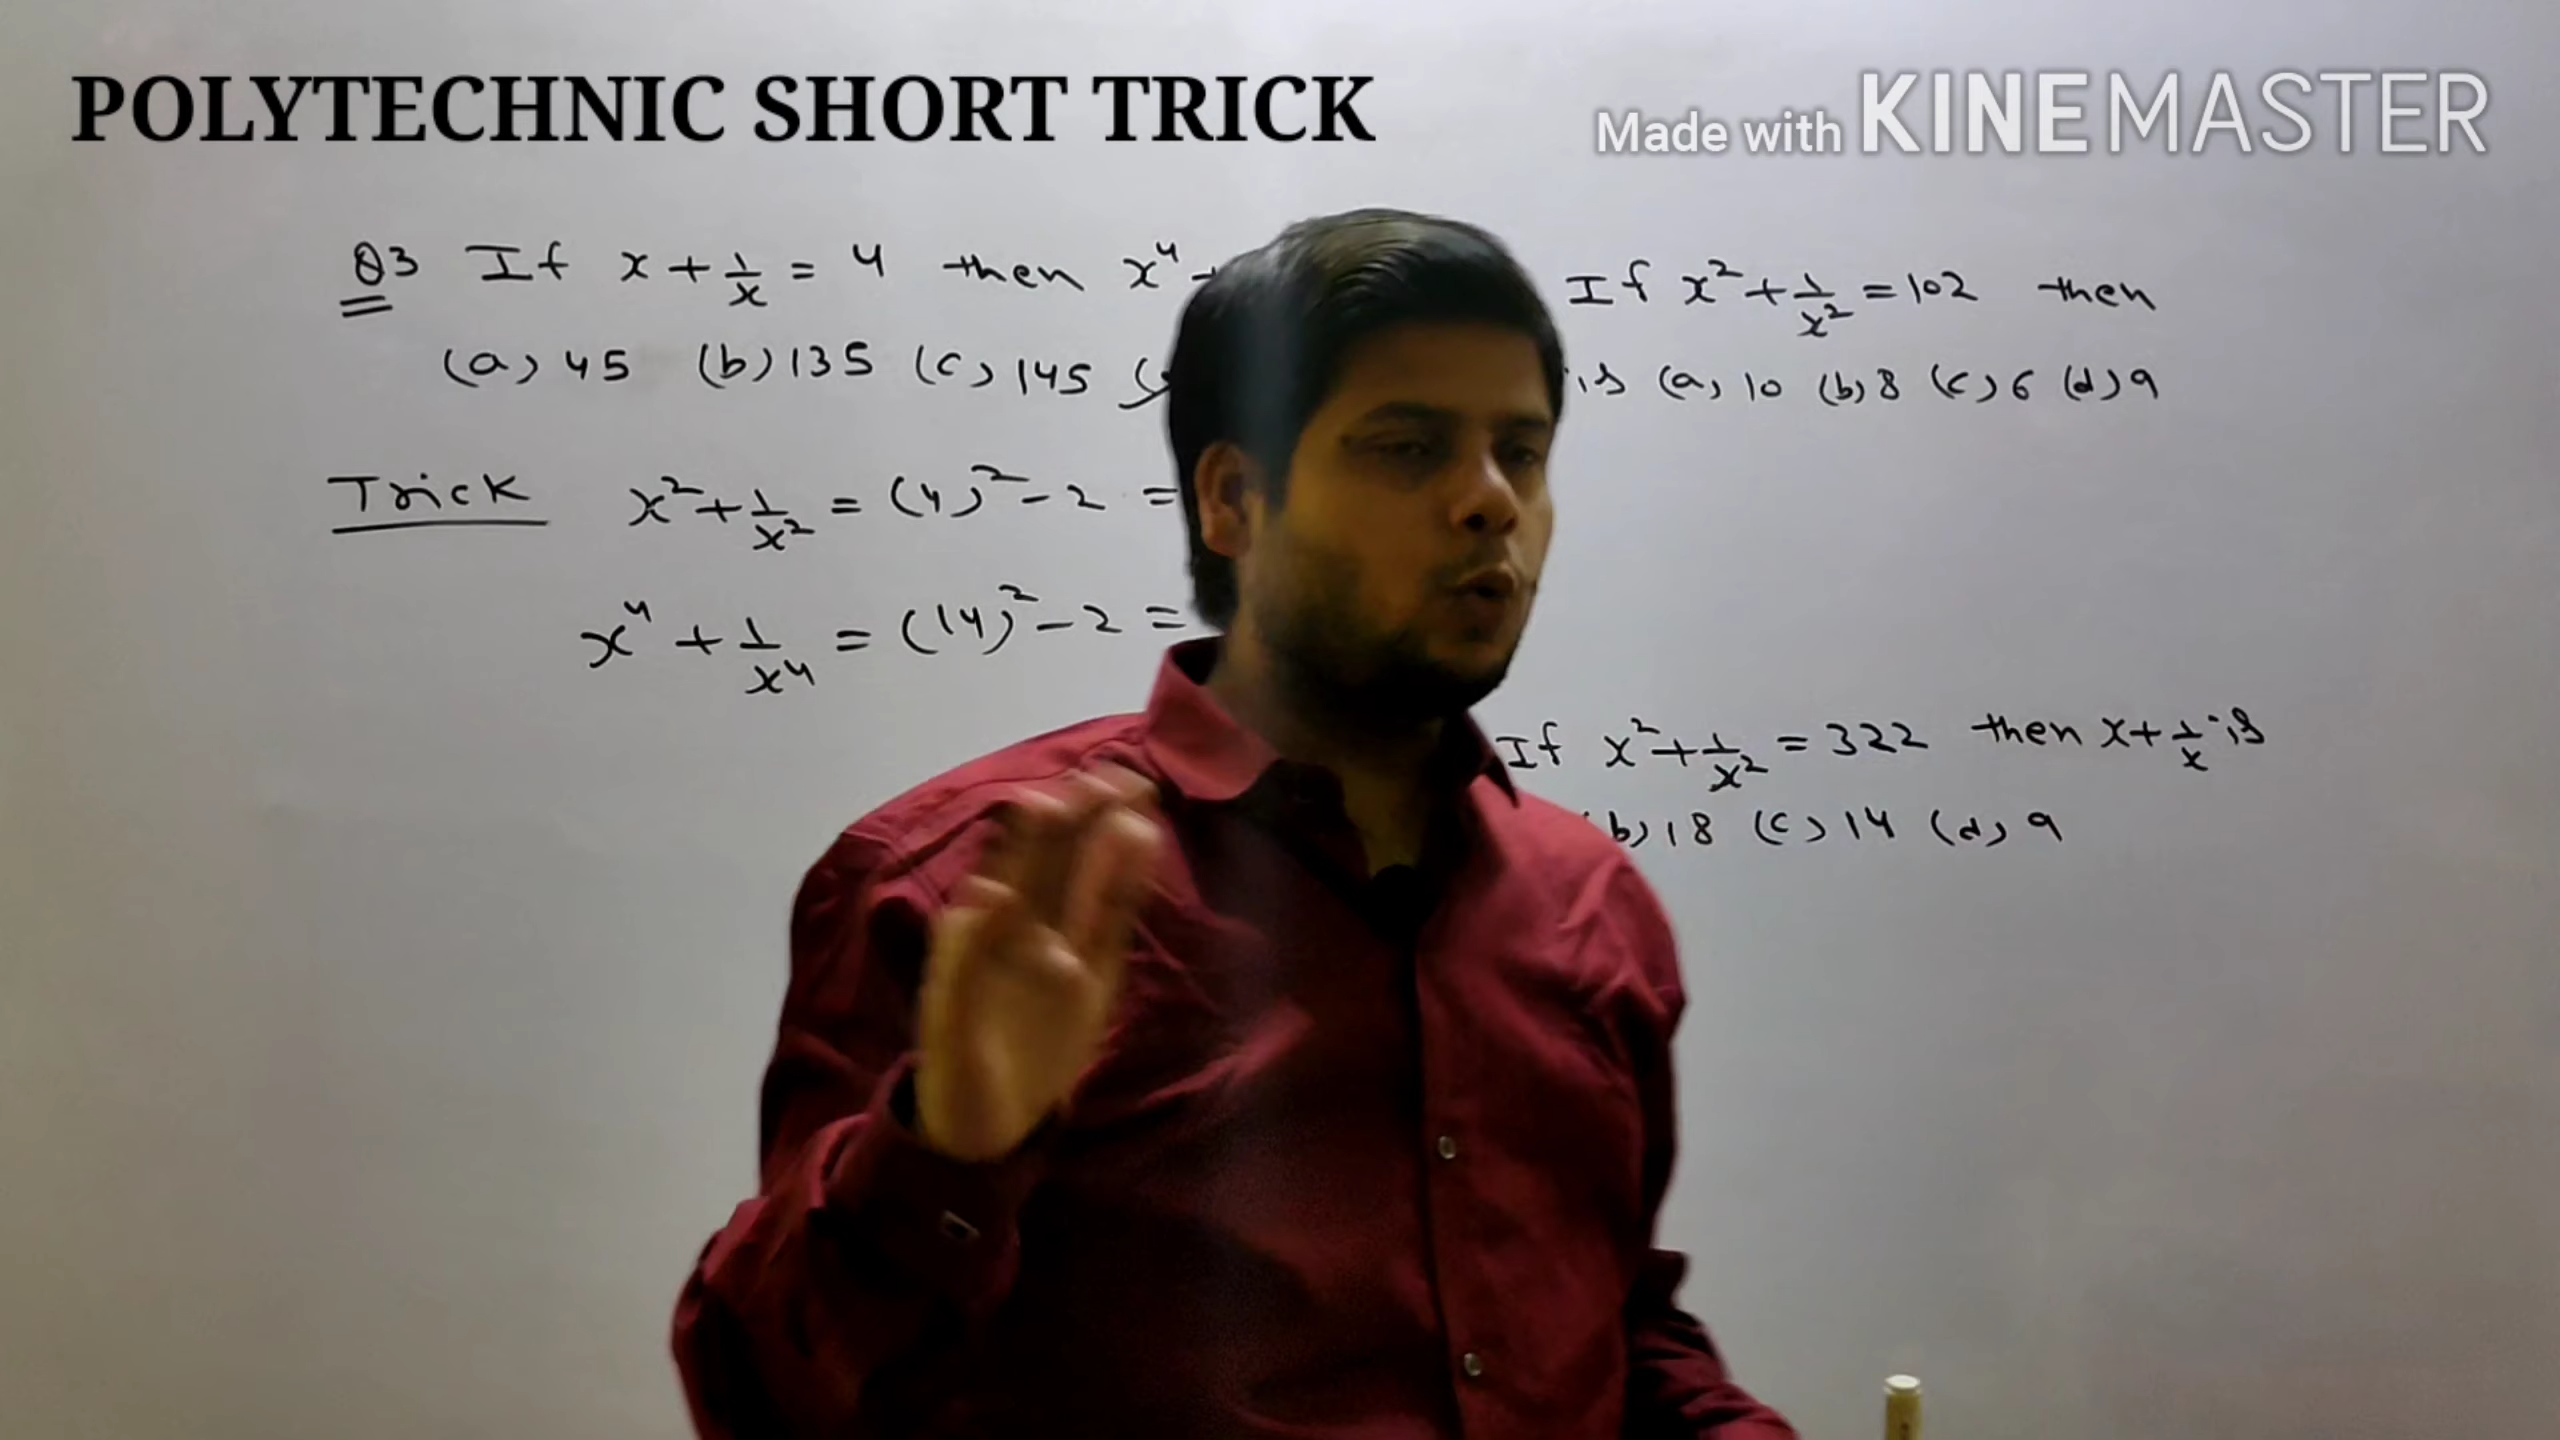 POLYTECHNIC SHORT TRICK
Made with KINEMASTER
Q3 If x + 1/x = 4 then x⁴
(a) 45 (b) 135 (c) 145
Trick x² + 1/x² = (4)² - 2 =
x⁴ + 1/x⁴ = (14)² - 2 =
If x² + 1/x² = 102 then
is (a) 10 (b) 8 (c) 6 (d) 9
If x² + 1/x² = 322 then x + 1/x is
b) 18 (c) 14 (d) 9